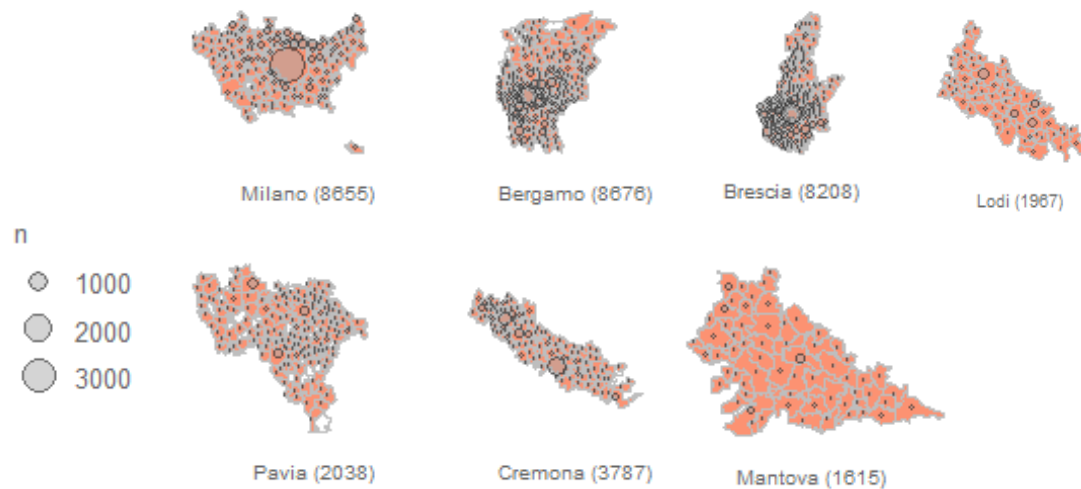 Milano (8655)
Bergamo (8676)
Brescia (8208)
Lodi (1967)
n
1000
2000
3000
Pavia (2038)
Cremona (3787)
Mantova (1615)